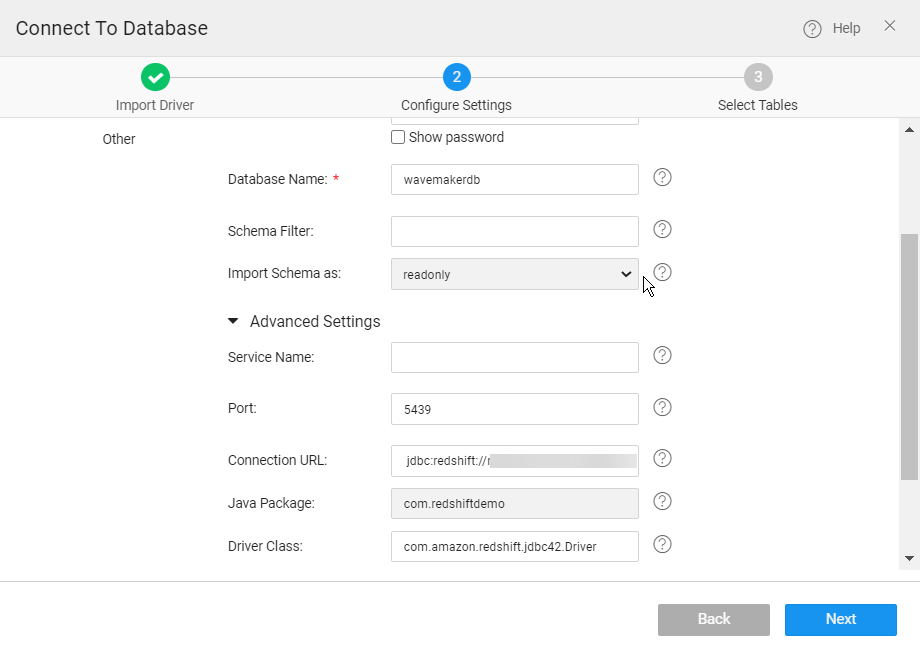 Connect To Database
? Help
2 3
Import Driver Configure Settings Select Tables
Other
Show password
Database Name: * wavemakerdb ?
Schema Filter: ?
Import Schema as: readonly ?
Advanced Settings
Service Name: ?
Port: 5439 ?
Connection URL: jdbc:redshift:// ?
Java Package: com.redshiftdemo ?
Driver Class: com.amazon.redshift.jdbc42.Driver ?
Back Next